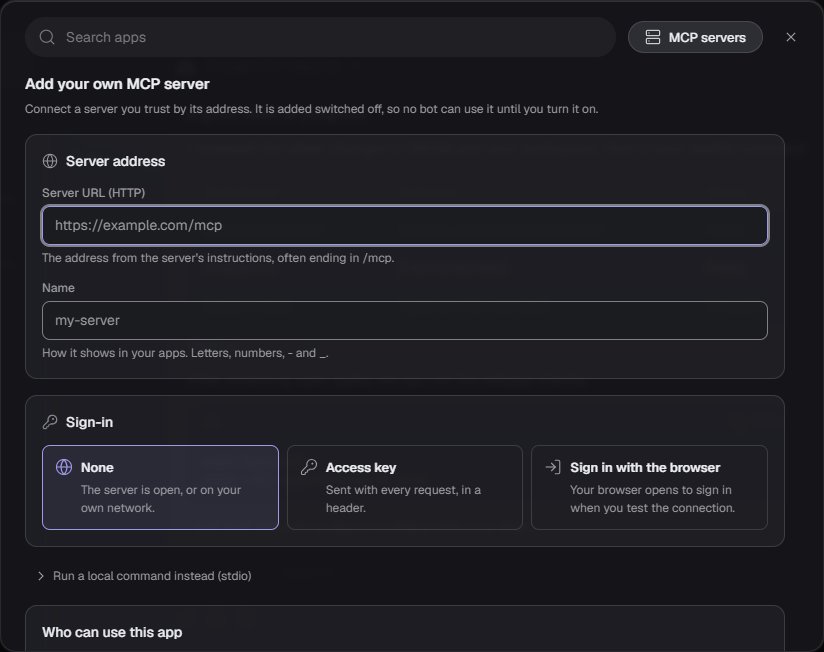 Search apps
MCP servers
Add your own MCP server
Connect a server you trust by its address. It is added switched off, so no bot can use it until you turn it on.
Server address
Server URL (HTTP)
https://example.com/mcp
The address from the server's instructions, often ending in /mcp.
Name
my-server
How it shows in your apps. Letters, numbers, - and _.
Sign-in
None
The server is open, or on your
own network.
Access key
Sent with every request, in a
header.
Sign in with the browser
Your browser opens to sign in
when you test the connection.
Run a local command instead (stdio)
Who can use this app